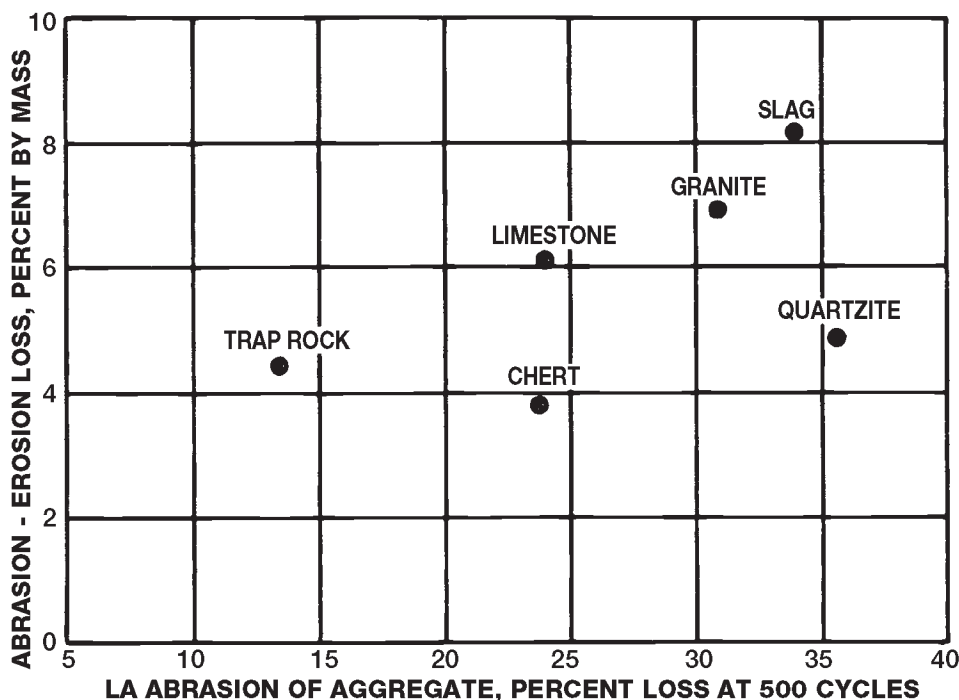 ABRASION - EROSION LOSS, PERCENT BY MASS
10
8
6
4
2
0
SLAG
GRANITE
LIMESTONE
QUARTZITE
TRAP ROCK
CHERT
5 10 15 20 25 30 35 40
LA ABRASION OF AGGREGATE, PERCENT LOSS AT 500 CYCLES